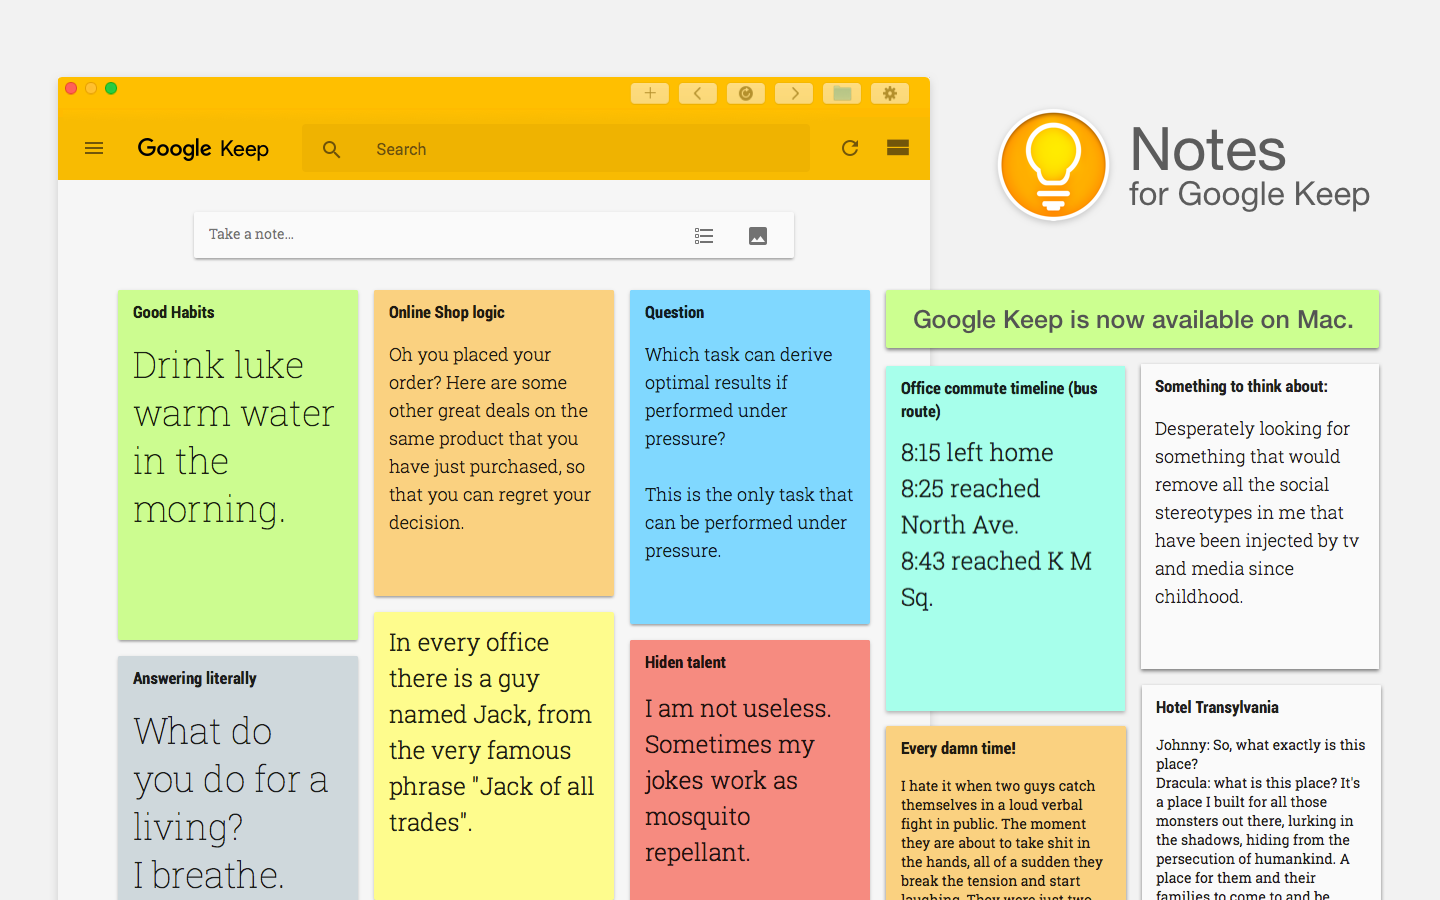 Google Keep
Search
Notes
for Google Keep
Take a note...
Good Habits
Drink luke
warm water
in the
morning.
Answering literally
What do
you do for a
living?
I breathe.
Online Shop logic
Oh you placed your
order? Here are some
other great deals on the
same product that you
have just purchased, so
that you can regret your
decision.
In every office
there is a guy
named Jack, from
the very famous
phrase "Jack of all
trades".
Question
Which task can derive
optimal results if
performed under
pressure?
This is the only task that
can be performed under
pressure.
Hiden talent
I am not useless.
Sometimes my
jokes work as
mosquito
repellant.
Google Keep is now available on Mac.
Office commute timeline (bus
route)
8:15 left home
8:25 reached
North Ave.
8:43 reached K M
Sq.
Every damn time!
I hate it when two guys catch
themselves in a loud verbal
fight in public. The moment
they are about to take shit in
the hands, all of a sudden they
break the tension and start
laughing. They were just two
Something to think about:
Desperately looking for
something that would
remove all the social
stereotypes in me that
have been injected by tv
and media since
childhood.
Hotel Transylvania
Johnny: So, what exactly is this
place?
Dracula: what is this place? It's
a place I built for all those
monsters out there, lurking in
the shadows, hiding from the
persecution of humankind. A
place for them and their
families to come to and be